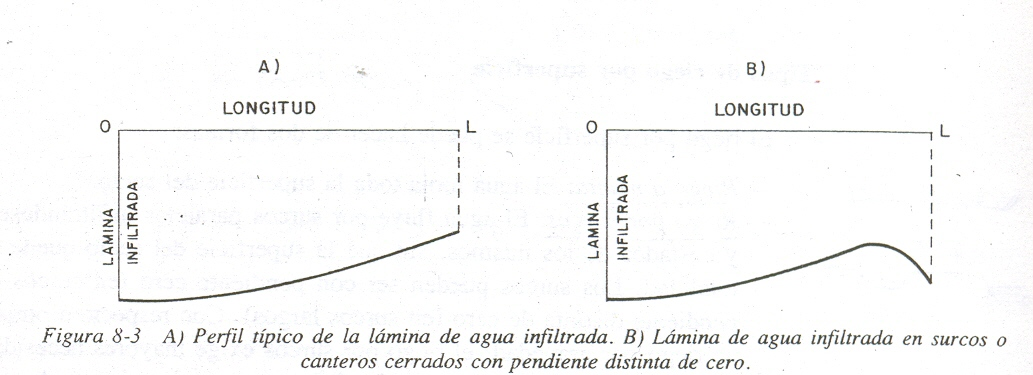 A)
B)
LONGITUD
LONGITUD
O
L
O
L
LAMINA
INFILTRADA
LAMINA
INFILTRADA
Figura 8-3 A) Perfil típico de la lámina de agua infiltrada. B) Lámina de agua infiltrada en surcos o
canteros cerrados con pendiente distinta de cero.